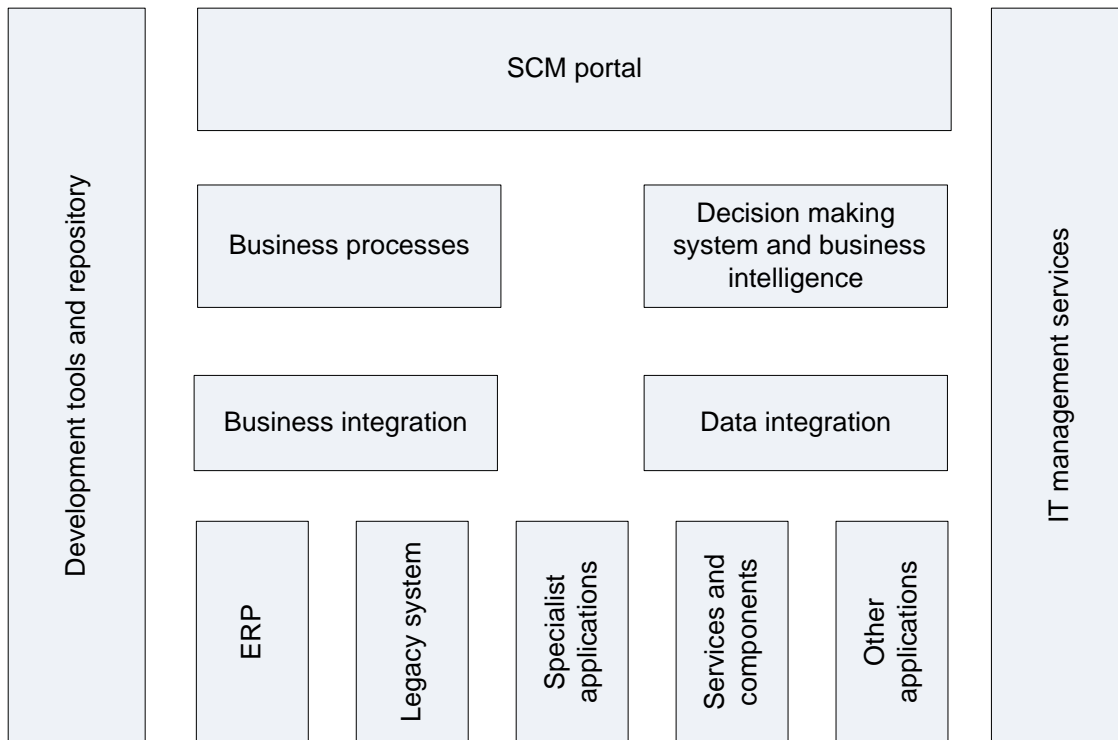 Development tools and repository
SCM portal
Business processes
Decision making
system and business
intelligence
Business integration
Data integration
ERP
Legacy system
Specialist
applications
Services and
components
Other
applications
IT management services